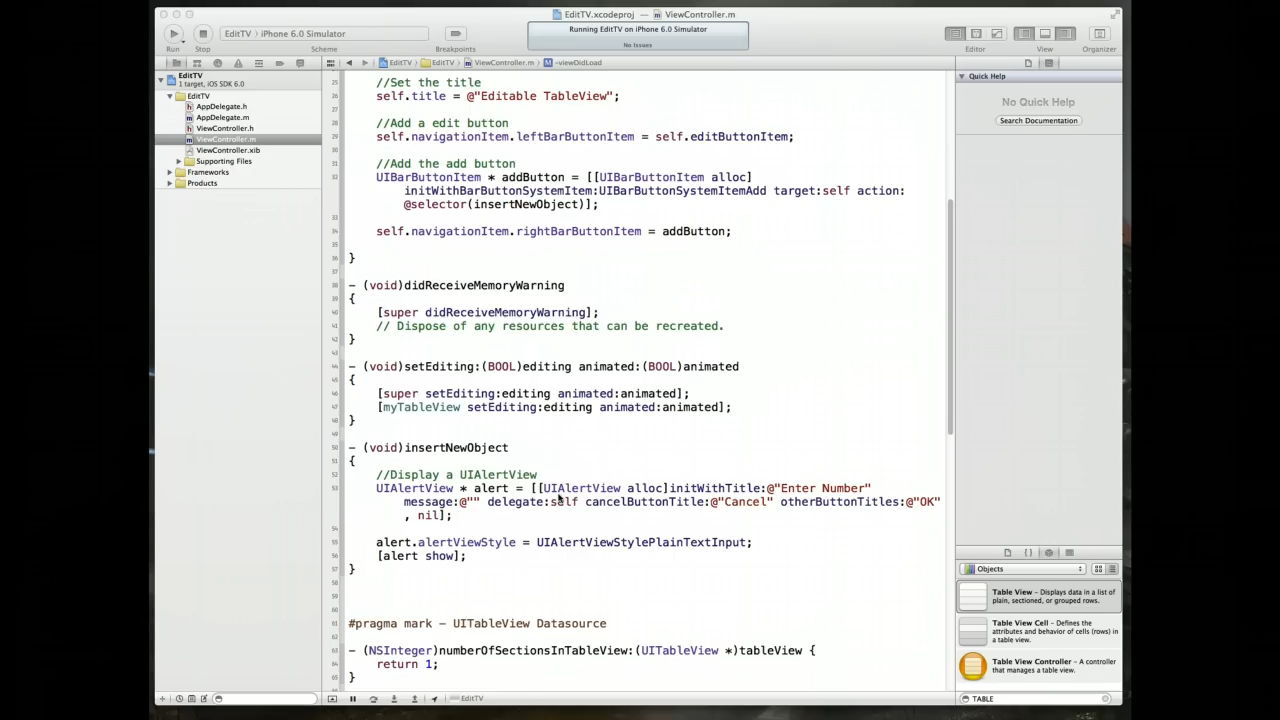 EditTV.xcodeproj — ViewController.m
EditTV 〉 iPhone 6.0 Simulator
Running EditTV on iPhone 6.0 Simulator
No Issues
Run
Stop
Scheme
Breakpoints
Editor
View
Organizer
EditTV
EditTV
ViewController.m
-viewDidLoad
EditTV
1 target, iOS SDK 6.0
EditTV
AppDelegate.h
AppDelegate.m
ViewController.h
ViewController.m
ViewController.xib
Supporting Files
Frameworks
Products
//Set the title
self.title = @"Editable TableView";
//Add a edit button
self.navigationItem.leftBarButtonItem = self.editButtonItem;
//Add the add button
UIBarButtonItem * addButton = [[UIBarButtonItem alloc]
initWithBarButtonSystemItem:UIBarButtonSystemItemAdd target:self action:
@selector(insertNewObject)];
self.navigationItem.rightBarButtonItem = addButton;
}
- (void)didReceiveMemoryWarning
{
[super didReceiveMemoryWarning];
// Dispose of any resources that can be recreated.
}
- (void)setEditing:(BOOL)editing animated:(BOOL)animated
{
[super setEditing:editing animated:animated];
[myTableView setEditing:editing animated:animated];
}
- (void)insertNewObject
{
//Display a UIAlertView
UIAlertView * alert = [[UIAlertView alloc]initWithTitle:@"Enter Number"
message:@"" delegate:self cancelButtonTitle:@"Cancel" otherButtonTitles:@"OK"
, nil];
alert.alertViewStyle = UIAlertViewStylePlainTextInput;
[alert show];
}
#pragma mark - UITableView Datasource
- (NSInteger)numberOfSectionsInTableView:(UITableView *)tableView {
return 1;
}
EditTV
Quick Help
No Quick Help
Search Documentation
Objects
Table View - Displays data in a list of
plain, sectioned, or grouped rows.
Table View Cell - Defines the
attributes and behavior of cells (rows) in
a table view.
Table View Controller - A controller
that manages a table view.
TABLE